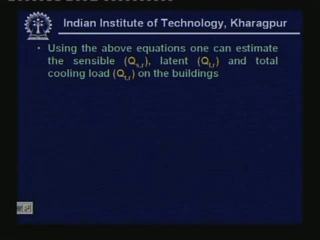 Indian Institute of Technology, Kharagpur
• Using the above equations one can estimate
the sensible (Qs,r), latent (Ql,r) and total
cooling load (Qt,r) on the buildings